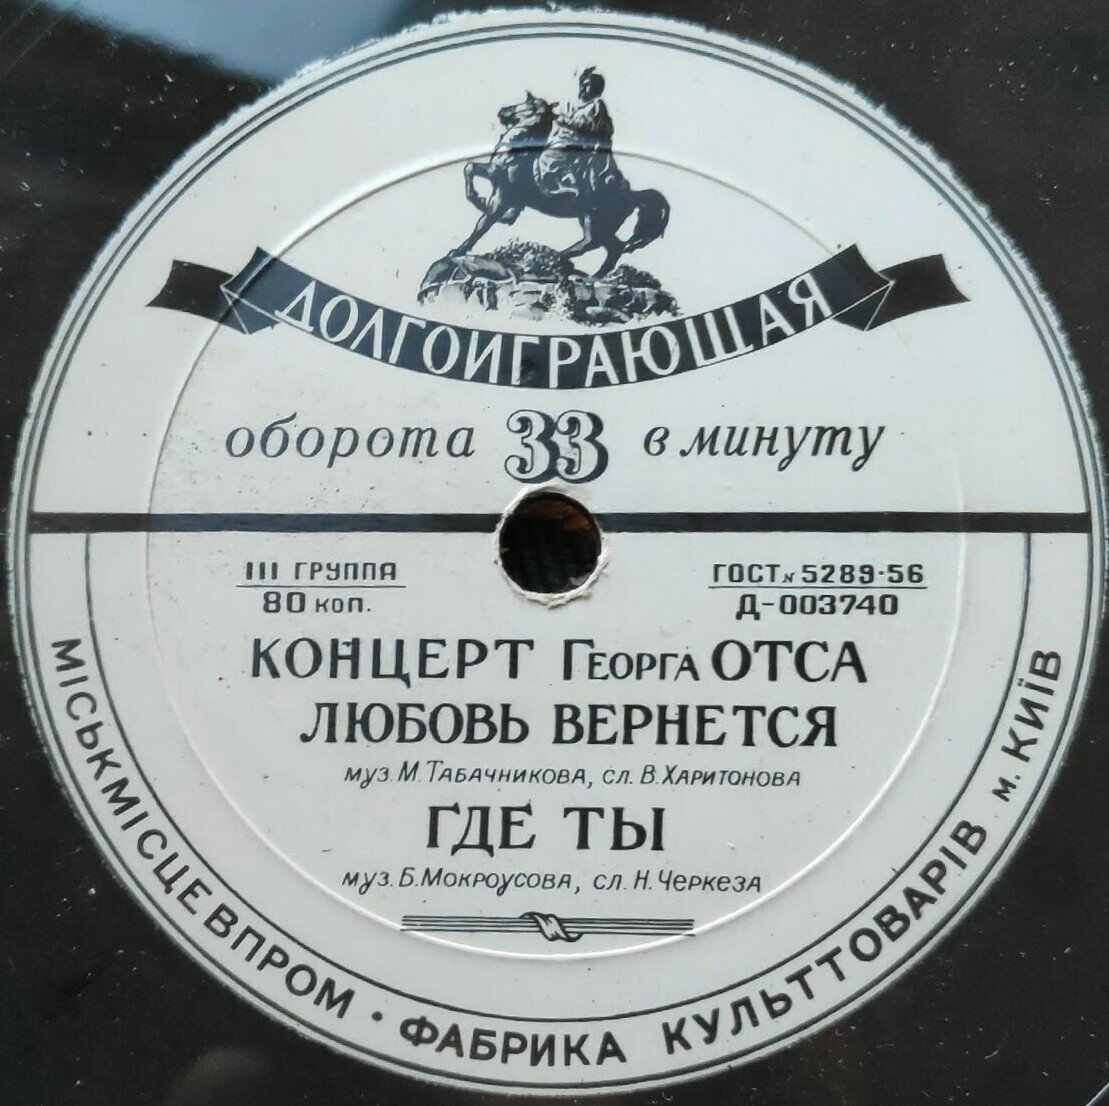 ДОЛГОИГРАЮЩАЯ
оборота 33 в минуту
III ГРУППА
80 коп.
ГОСТ № 5289-56
Д-003740
КОНЦЕРТ ГЕОРГА ОТСА
ЛЮБОВЬ ВЕРНЕТСЯ
муз. М. ТАБАЧНИКОВА, сл. В. ХАРИТОНОВА
ГДЕ ТЫ
муз. Б. МОКРОУСОВА, сл. Н. ЧЕРКЕЗА
МІСЬКМІСЦЕВПРОМ · ФАБРИКА КУЛЬТТОВАРІВ м. КИЇВ